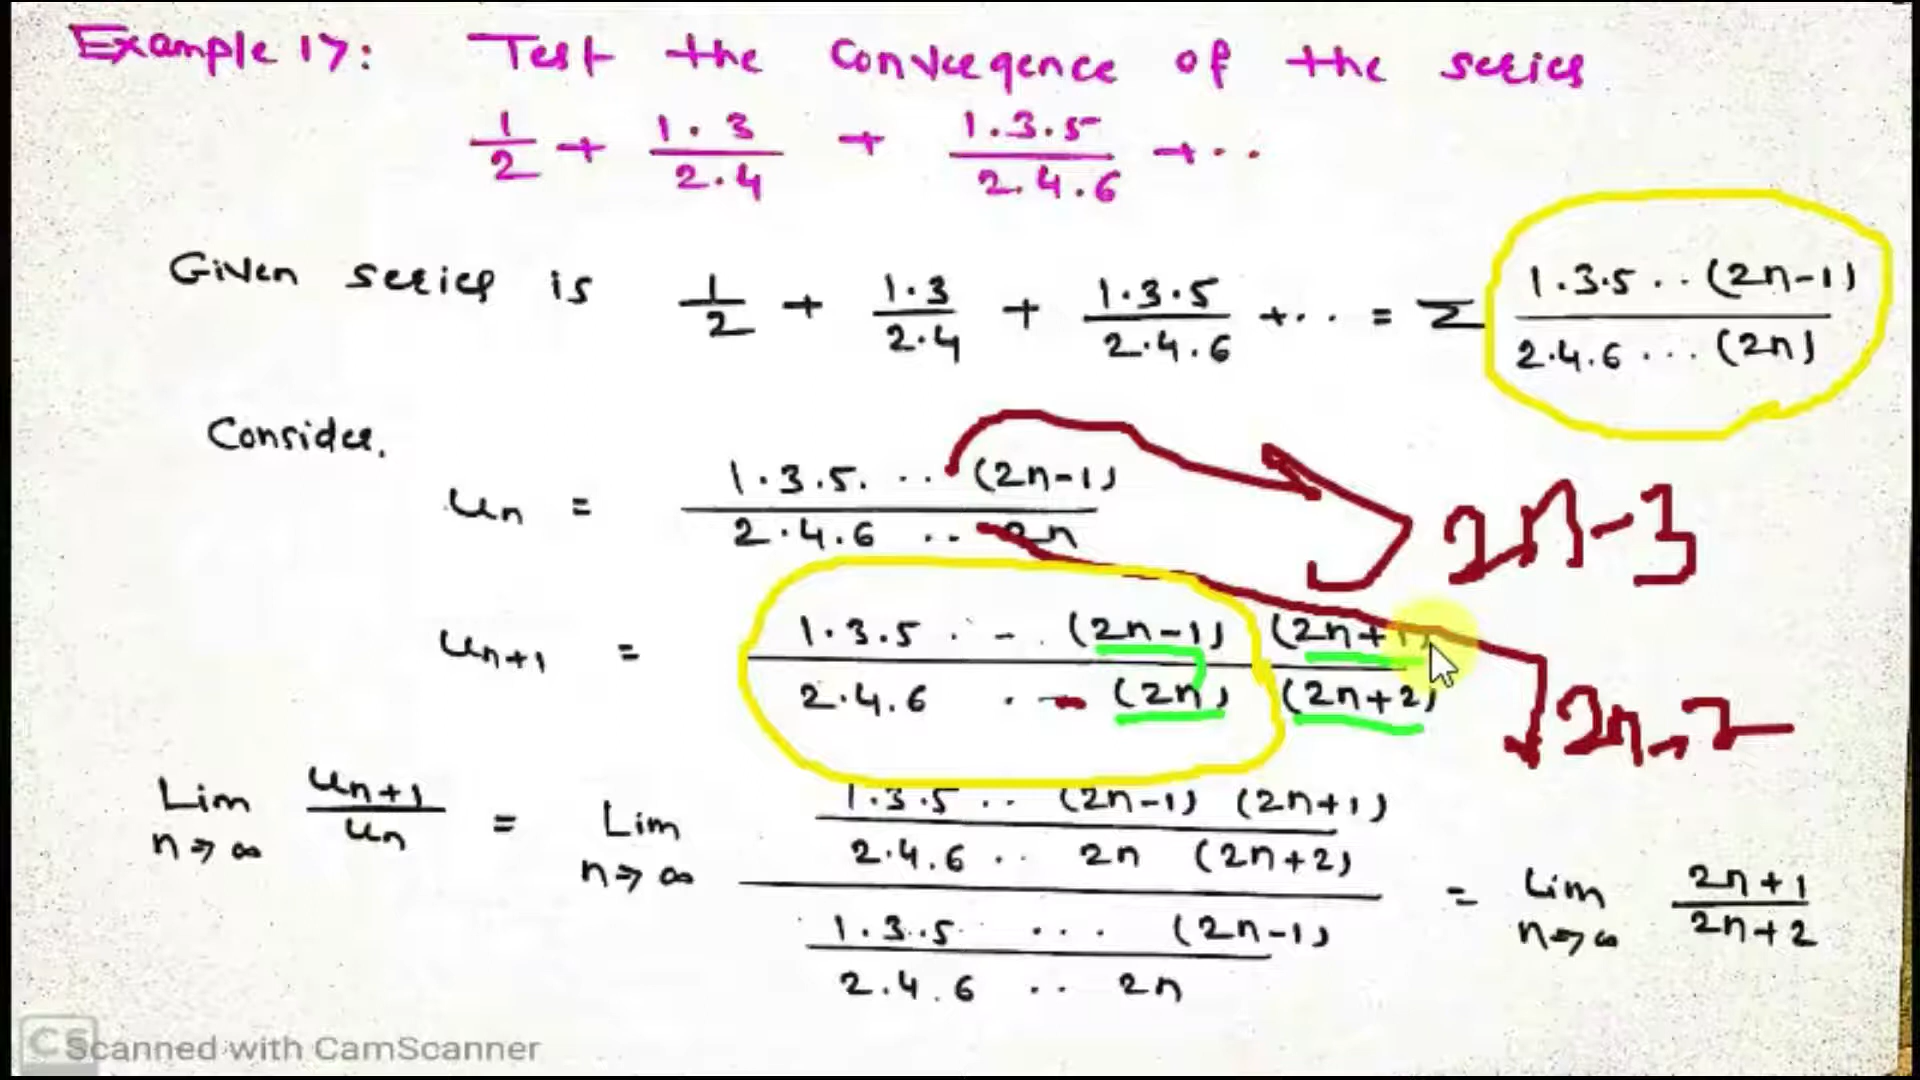 Example 17: Test the Convergence of the series
1/2 + 1.3/2.4 + 1.3.5/2.4.6 + ..
Given series is 1/2 + 1.3/2.4 + 1.3.5/2.4.6 + ... = Σ 1.3.5 .. (2n-1) / 2.4.6 ... (2n)
Consider.
un = 1.3.5. ... (2n-1) / 2.4.6 .. 2n
2n-3
un+1 = 1.3.5 . - . (2n-1) (2n+1) / 2.4.6 . - (2n) (2n+2)
2n-2
Lim n→∞ un+1/un = Lim n→∞ 1.3.5 .. (2n-1) (2n+1) / 2.4.6 .. 2n (2n+2) / 1.3.5 ... (2n-1) / 2.4.6 .. 2n = Lim n→∞ 2n+1 / 2n+2
CS Scanned with CamScanner